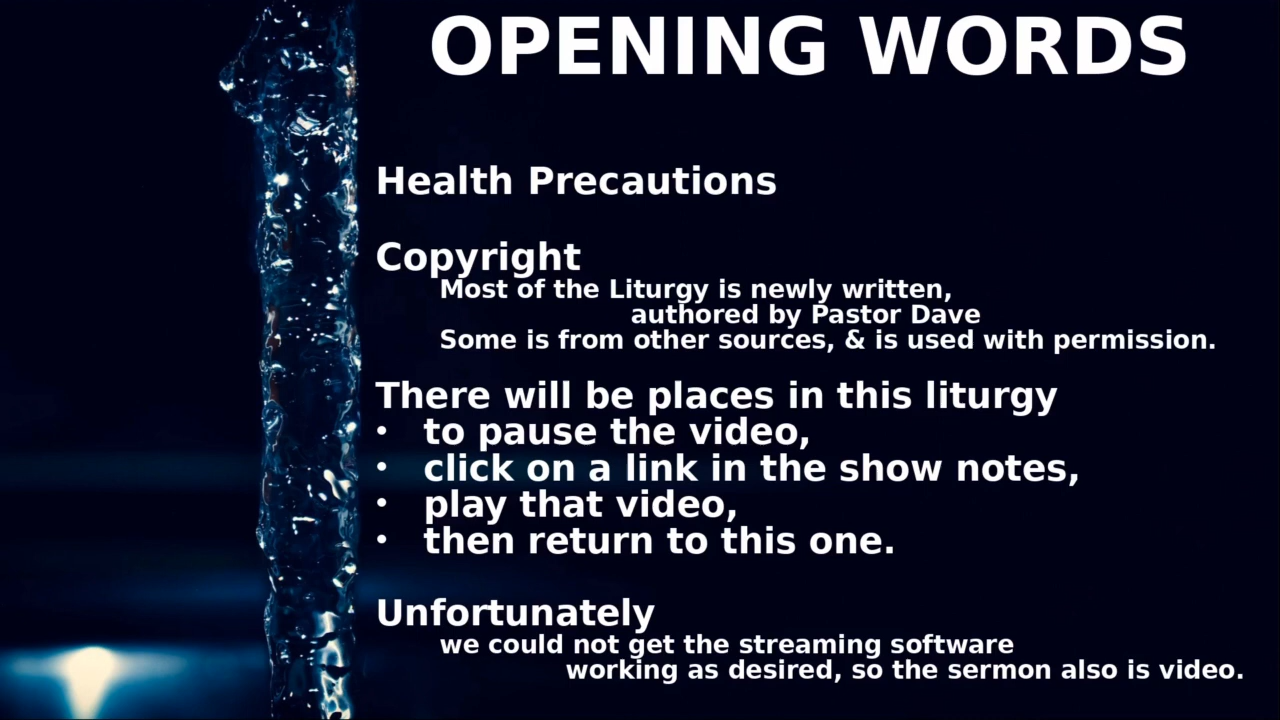 OPENING WORDS
Health Precautions
Copyright
Most of the Liturgy is newly written,
authored by Pastor Dave
Some is from other sources, & is used with permission.
There will be places in this liturgy
• to pause the video,
• click on a link in the show notes,
• play that video,
• then return to this one.
Unfortunately
we could not get the streaming software
working as desired, so the sermon also is video.